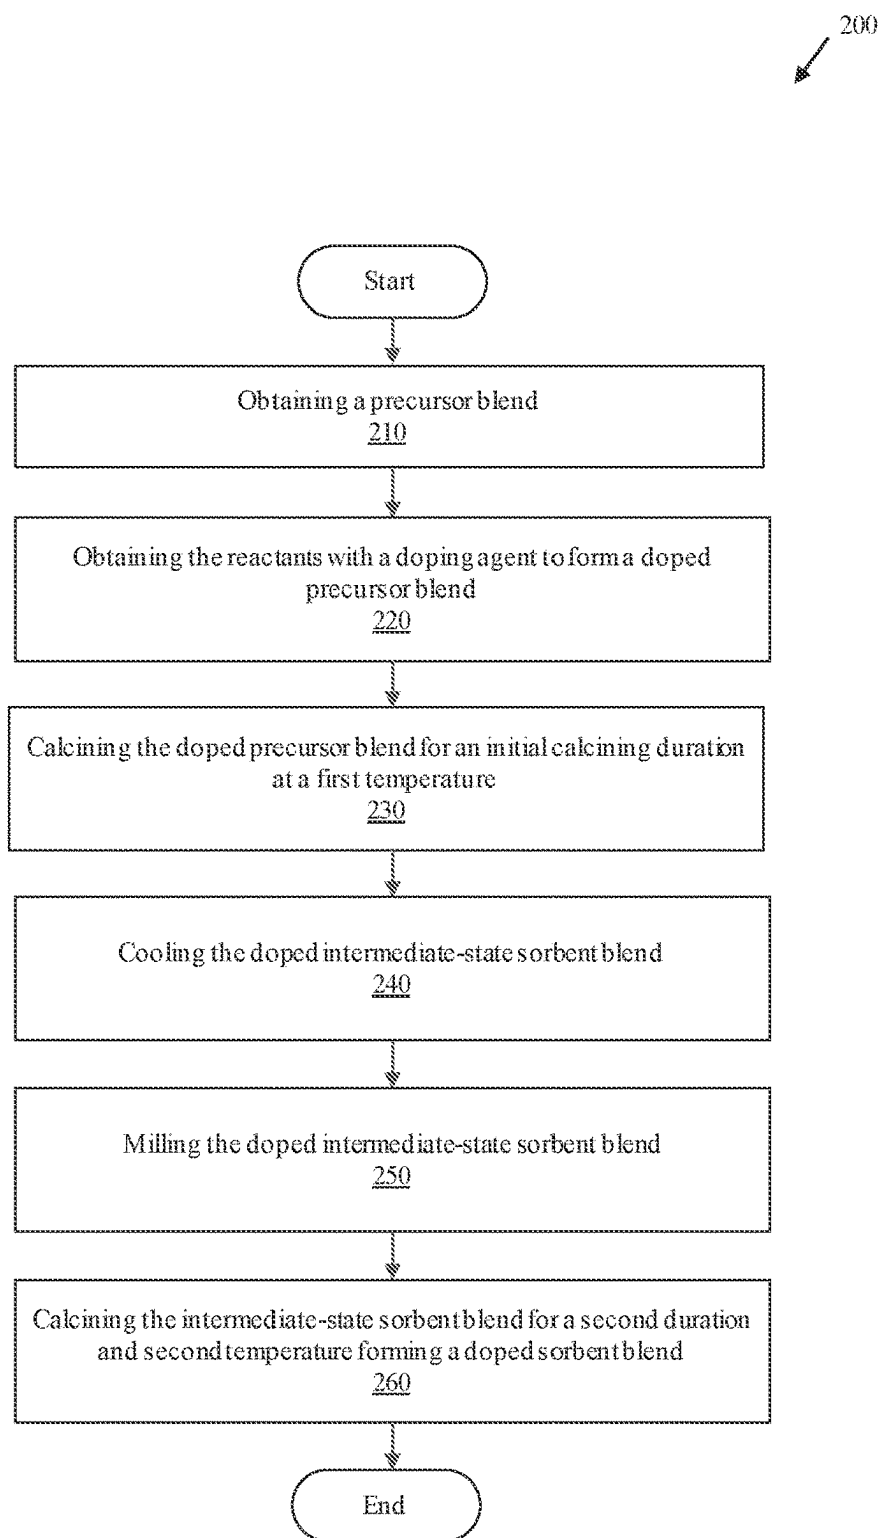 200
Start
Obtaining a precursor blend
210
Obtaining the reactants with a doping agent to form a doped
precursor blend
220
Calcining the doped precursor blend for an initial calcining duration
at a first temperature
230
Cooling the doped intermediate-state sorbent blend
240
Milling the doped intermediate-state sorbent blend
250
Calcining the intermediate-state sorbent blend for a second duration
and second temperature forming a doped sorbent blend
260
End